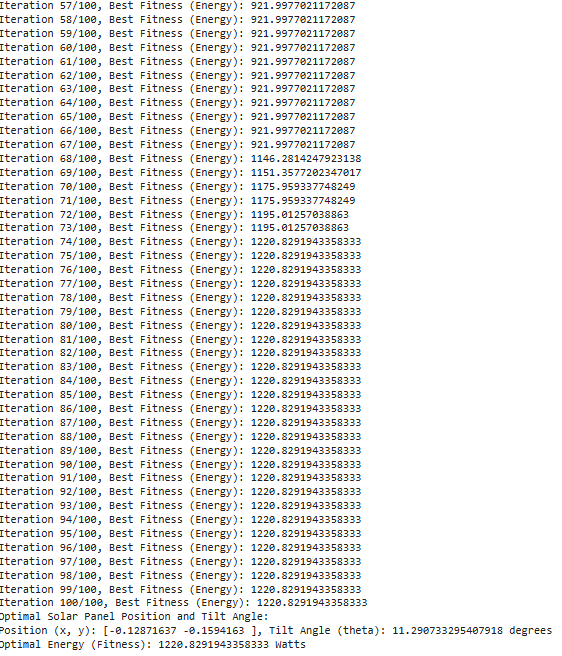 Iteration 57/100, Best Fitness (Energy): 921.9977021172087
Iteration 58/100, Best Fitness (Energy): 921.9977021172087
Iteration 59/100, Best Fitness (Energy): 921.9977021172087
Iteration 60/100, Best Fitness (Energy): 921.9977021172087
Iteration 61/100, Best Fitness (Energy): 921.9977021172087
Iteration 62/100, Best Fitness (Energy): 921.9977021172087
Iteration 63/100, Best Fitness (Energy): 921.9977021172087
Iteration 64/100, Best Fitness (Energy): 921.9977021172087
Iteration 65/100, Best Fitness (Energy): 921.9977021172087
Iteration 66/100, Best Fitness (Energy): 921.9977021172087
Iteration 67/100, Best Fitness (Energy): 921.9977021172087
Iteration 68/100, Best Fitness (Energy): 1146.2814247923138
Iteration 69/100, Best Fitness (Energy): 1151.3577202347017
Iteration 70/100, Best Fitness (Energy): 1175.959337748249
Iteration 71/100, Best Fitness (Energy): 1175.959337748249
Iteration 72/100, Best Fitness (Energy): 1195.01257038863
Iteration 73/100, Best Fitness (Energy): 1195.01257038863
Iteration 74/100, Best Fitness (Energy): 1220.8291943358333
Iteration 75/100, Best Fitness (Energy): 1220.8291943358333
Iteration 76/100, Best Fitness (Energy): 1220.8291943358333
Iteration 77/100, Best Fitness (Energy): 1220.8291943358333
Iteration 78/100, Best Fitness (Energy): 1220.8291943358333
Iteration 79/100, Best Fitness (Energy): 1220.8291943358333
Iteration 80/100, Best Fitness (Energy): 1220.8291943358333
Iteration 81/100, Best Fitness (Energy): 1220.8291943358333
Iteration 82/100, Best Fitness (Energy): 1220.8291943358333
Iteration 83/100, Best Fitness (Energy): 1220.8291943358333
Iteration 84/100, Best Fitness (Energy): 1220.8291943358333
Iteration 85/100, Best Fitness (Energy): 1220.8291943358333
Iteration 86/100, Best Fitness (Energy): 1220.8291943358333
Iteration 87/100, Best Fitness (Energy): 1220.8291943358333
Iteration 88/100, Best Fitness (Energy): 1220.8291943358333
Iteration 89/100, Best Fitness (Energy): 1220.8291943358333
Iteration 90/100, Best Fitness (Energy): 1220.8291943358333
Iteration 91/100, Best Fitness (Energy): 1220.8291943358333
Iteration 92/100, Best Fitness (Energy): 1220.8291943358333
Iteration 93/100, Best Fitness (Energy): 1220.8291943358333
Iteration 94/100, Best Fitness (Energy): 1220.8291943358333
Iteration 95/100, Best Fitness (Energy): 1220.8291943358333
Iteration 96/100, Best Fitness (Energy): 1220.8291943358333
Iteration 97/100, Best Fitness (Energy): 1220.8291943358333
Iteration 98/100, Best Fitness (Energy): 1220.8291943358333
Iteration 99/100, Best Fitness (Energy): 1220.8291943358333
Iteration 100/100, Best Fitness (Energy): 1220.8291943358333
Optimal Solar Panel Position and Tilt Angle:
Position (x, y): [-0.12871637 -0.1594163 ], Tilt Angle (theta): 11.290733295407918 degrees
Optimal Energy (Fitness): 1220.8291943358333 Watts